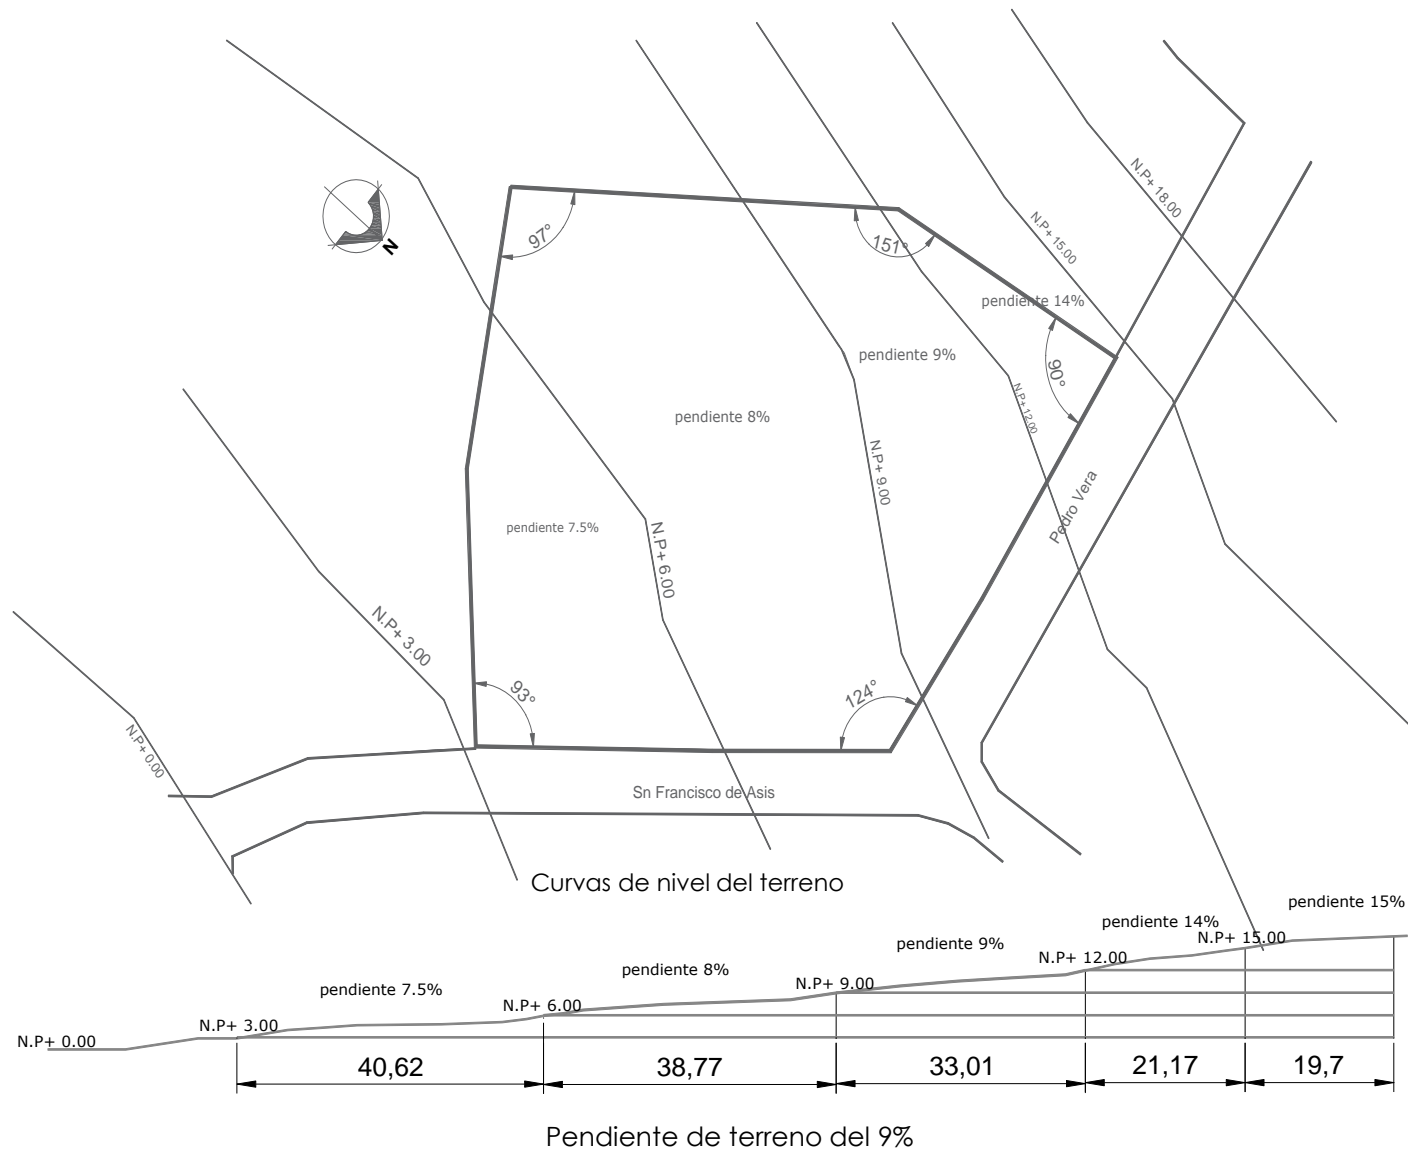 N.P+ 18.00
N.P+ 15.00
97°
151°
N
pendiente 14%
pendiente 9%
90°
N.P+ 12.00
pendiente 8%
N.P+ 9.00
Pedro Vera
pendiente 7.5%
N.P+ 6.00
N.P+ 3.00
93°
124°
N.P+ 0.00
Sn Francisco de Asis
Curvas de nivel del terreno
pendiente 15%
pendiente 14%
N.P+ 15.00
pendiente 9%
N.P+ 12.00
pendiente 8%
N.P+ 9.00
pendiente 7.5%
N.P+ 6.00
N.P+ 3.00
N.P+ 0.00
40,62
38,77
33,01
21,17
19,7
Pendiente de terreno del 9%